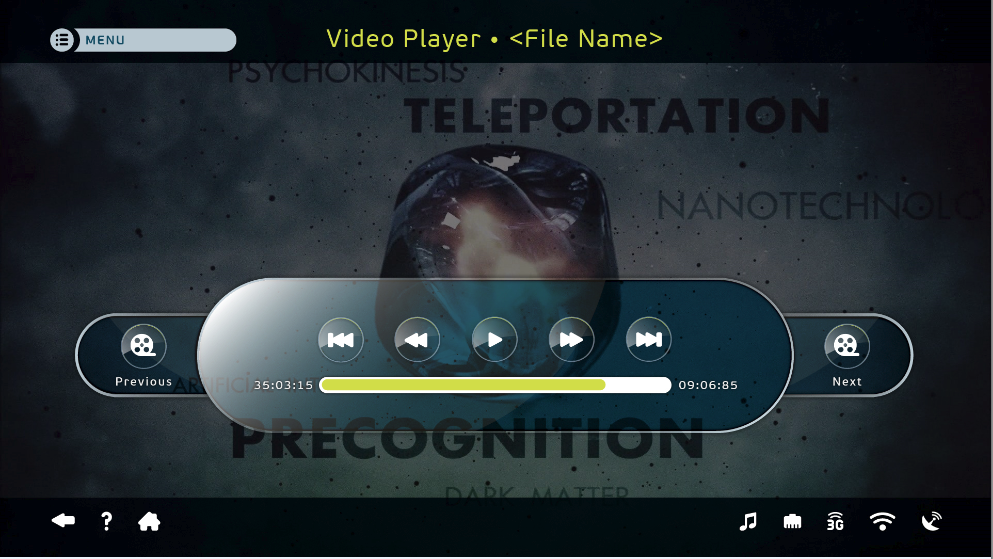 MENU
Video Player • <File Name>
PSYCHOKINESIS
TELEPORTATION
NANOTECHNOLO
Previous
Next
35:03:15
09:06:85
PRECOGNITION
DARK MATTER
?
3G